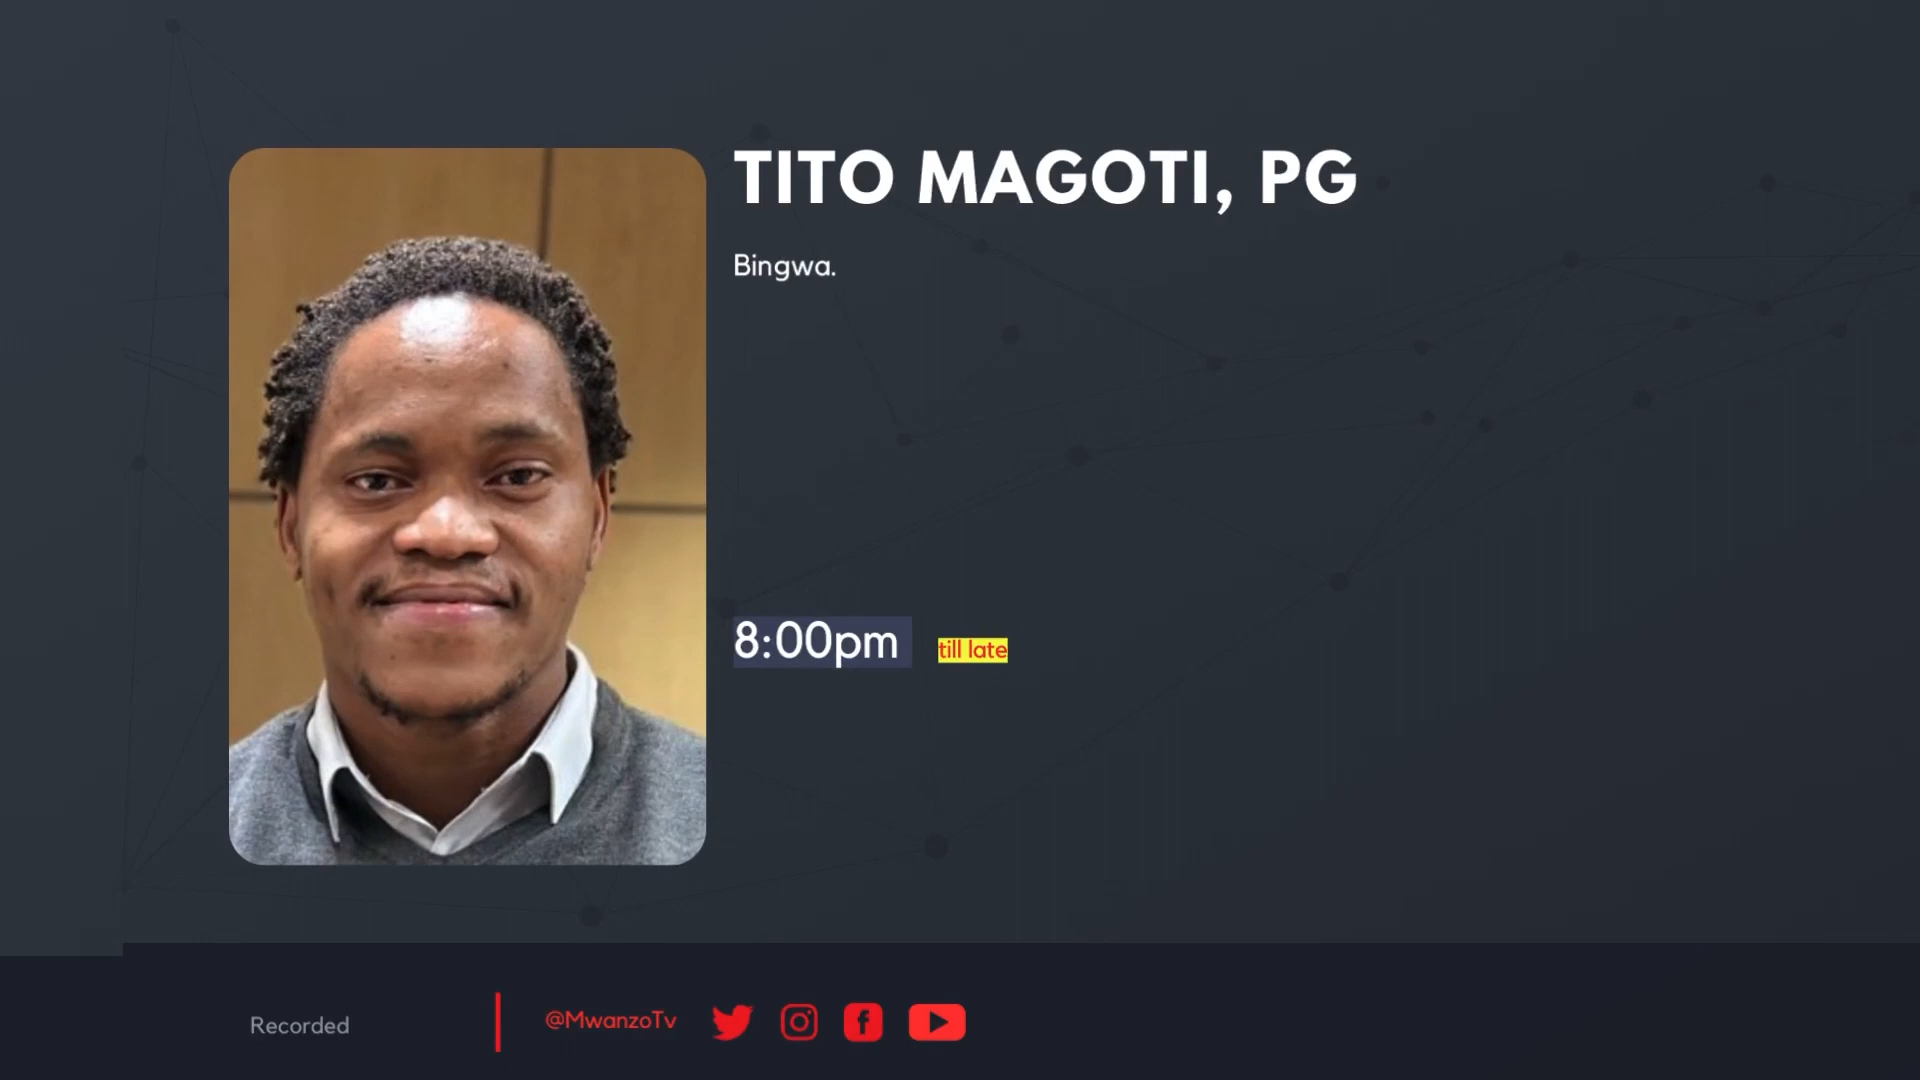 TITO MAGOTI, PG
Bingwa.
8:00pm till late
Recorded
@MwanzoTv